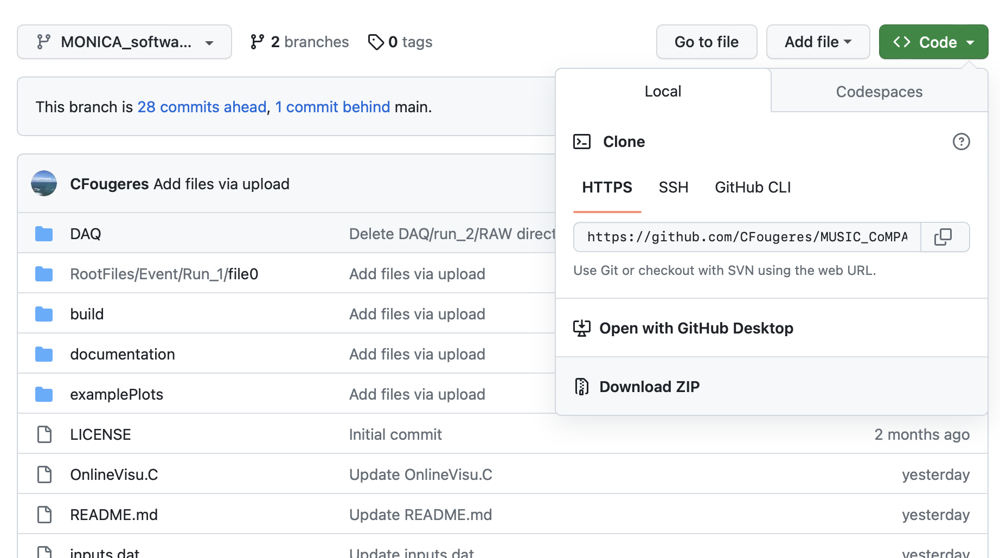 MONICA_softwa... 2 branches 0 tags Go to file Add file Code
Local Codespaces
This branch is 28 commits ahead, 1 commit behind main.
Clone
HTTPS SSH GitHub CLI
https://github.com/CFougeres/MUSIC_CoMPA
Use Git or checkout with SVN using the web URL.
Open with GitHub Desktop
Download ZIP
CFougeres Add files via upload
DAQ Delete DAQ/run_2/RAW direct
RootFiles/Event/Run_1/file0 Add files via upload
build Add files via upload
documentation Add files via upload
examplePlots Add files via upload
LICENSE Initial commit 2 months ago
OnlineVisu.C Update OnlineVisu.C yesterday
README.md Update README.md yesterday
inputs.dat Update inputs.dat yesterday